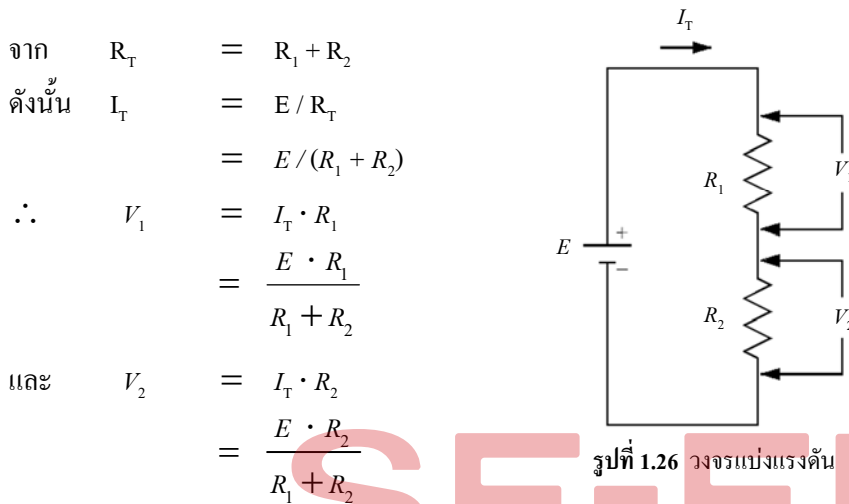 จาก R_T = R_1 + R_2
ดังนั้น I_T = E / R_T
= E / (R_1 + R_2)
∴ V_1 = I_T · R_1
= E · R_1
R_1 + R_2
และ V_2 = I_T · R_2
= E · R_2
R_1 + R_2
I_T
R_1
E
+
−
R_2
V_2
รูปที่ 1.26 วงจรแบ่งแรงดัน